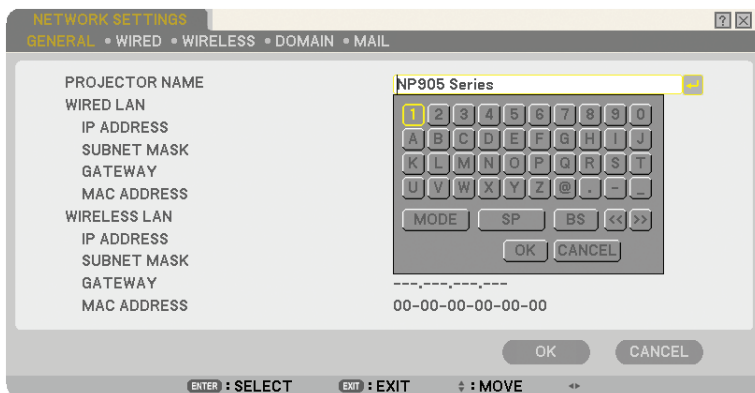 NETWORK SETTINGS
GENERAL • WIRED • WIRELESS • DOMAIN • MAIL
PROJECTOR NAME NP905 Series
WIRED LAN
IP ADDRESS
SUBNET MASK
GATEWAY
MAC ADDRESS
WIRELESS LAN
IP ADDRESS
SUBNET MASK
GATEWAY ---.---.---.---
MAC ADDRESS 00-00-00-00-00-00
1 2 3 4 5 6 7 8 9 0
A B C D E F G H I J
K L M N O P Q R S T
U V W X Y Z @ . - _
MODE SP BS << >>
OK CANCEL
OK CANCEL
ENTER : SELECT EXIT : EXIT : MOVE